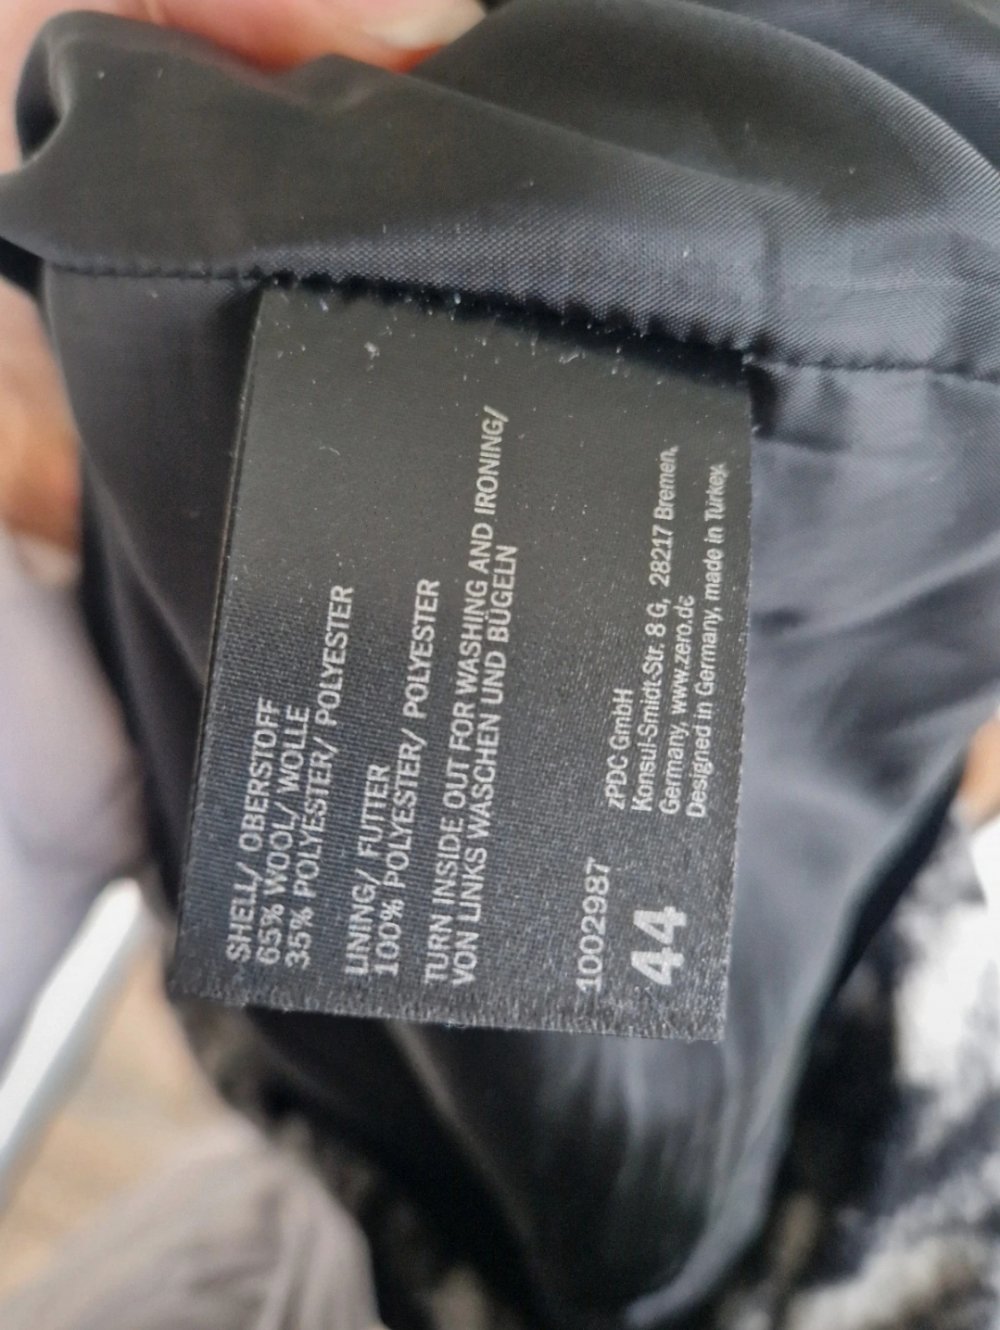 SHELL/ OBERSTOFF
65% WOOL/ WOLLE
35% POLYESTER/ POLYESTER
LINING/ FUTTER
100% POLYESTER/ POLYESTER
TURN INSIDE OUT FOR WASHING AND IRONING/
VON LINKS WASCHEN UND BÜGELN
1002987
44
zPDC GmbH
Konsul-Smidt-Str. 8 G, 28217 Bremen,
Germany, www.zero.de
Designed in Germany, made in Turkey.